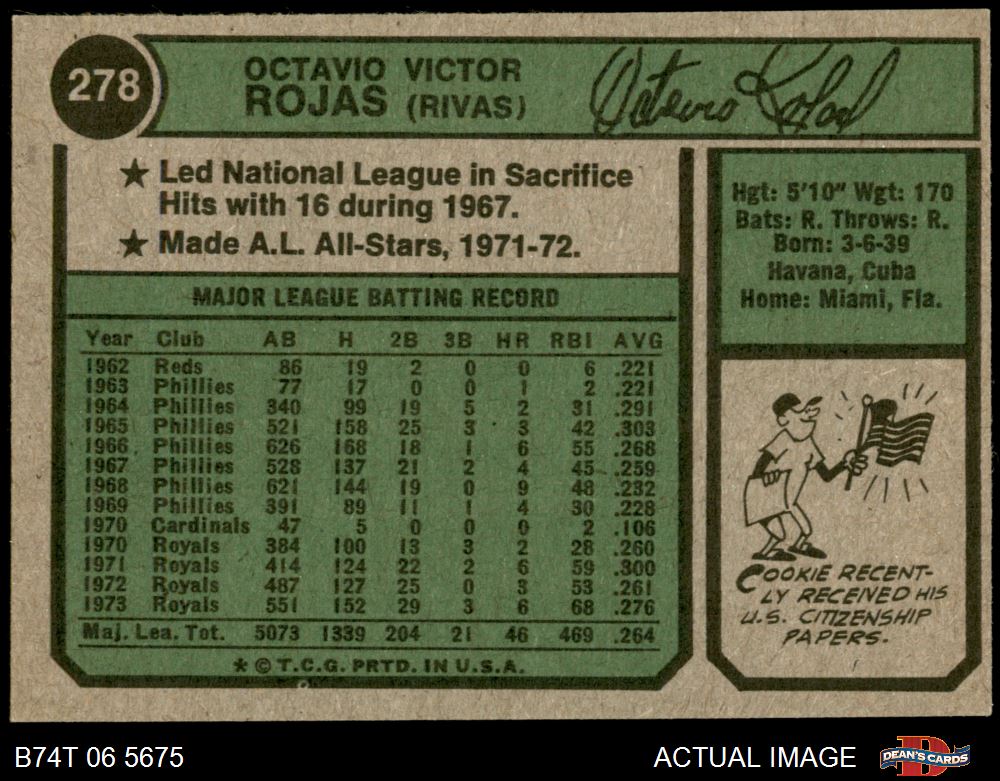 278
OCTAVIO VICTOR
ROJAS (RIVAS)
Octavio Rojas
★ Led National League in Sacrifice
Hits with 16 during 1967.
★ Made A.L. All-Stars, 1971-72.
MAJOR LEAGUE BATTING RECORD
Year Club AB H 2B 3B HR RBI AVG
1962 Reds 86 19 2 0 0 6 .221
1963 Phillies 77 17 0 0 1 2 .221
1964 Phillies 340 99 19 5 2 31 .291
1965 Phillies 521 158 25 3 3 42 .303
1966 Phillies 626 168 18 1 6 55 .268
1967 Phillies 528 137 21 2 4 45 .259
1968 Phillies 621 144 19 0 9 48 .232
1969 Phillies 391 89 11 1 4 30 .228
1970 Cardinals 47 5 0 0 0 2 .106
1970 Royals 384 100 13 3 2 28 .260
1971 Royals 414 124 22 2 6 59 .300
1972 Royals 487 127 25 0 3 53 .261
1973 Royals 551 152 29 3 6 68 .276
Maj. Lea. Tot. 5073 1339 204 21 46 469 .264
* © T.C.G. PRTD. IN U.S.A.
Hgt: 5'10" Wgt: 170
Bats: R. Throws: R.
Born: 3-6-39
Havana, Cuba
Home: Miami, Fla.
COOKIE RECENT-
LY RECEIVED HIS
U.S. CITIZENSHIP
PAPERS.
B74T 06 5675
ACTUAL IMAGE
DEAN'S CARDS